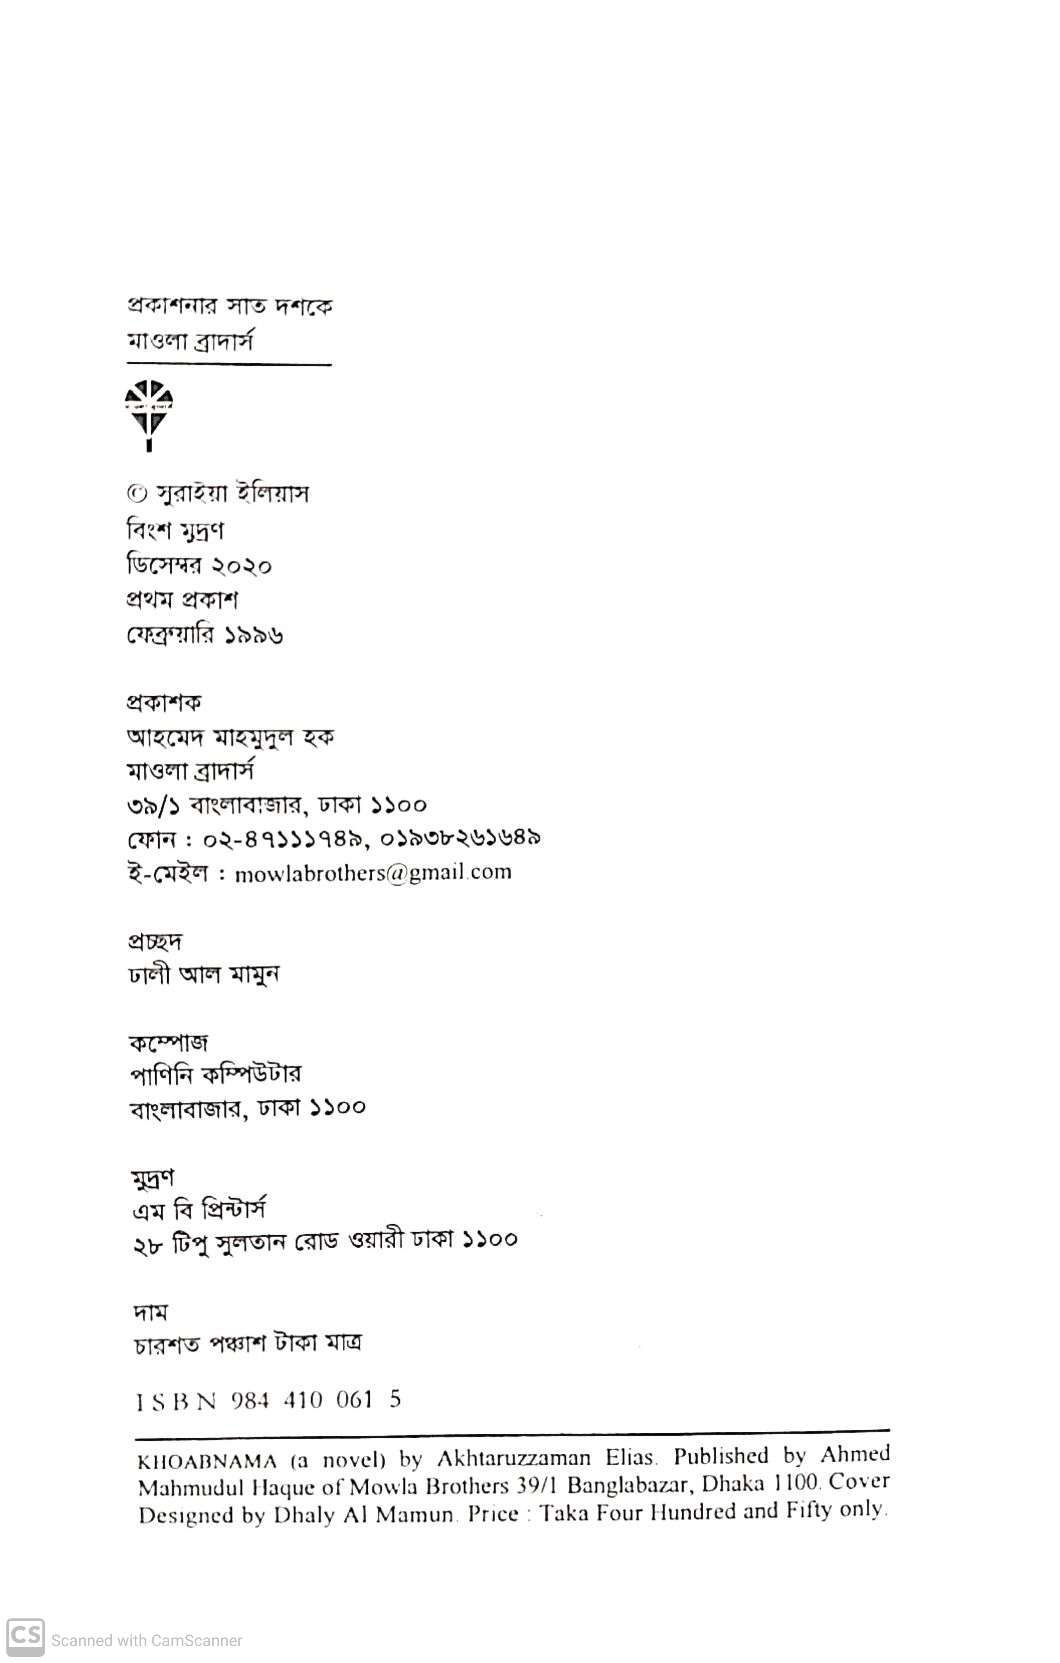 প্রকাশনার সাত দশকে
মাওলা ব্রাদার্স
© সুরাইয়া ইলিয়াস
বিংশ মুদ্রণ
ডিসেম্বর ২০২০
প্রথম প্রকাশ
ফেব্রুয়ারি ১৯৯৬
প্রকাশক
আহমেদ মাহমুদুল হক
মাওলা ব্রাদার্স
৩৯/১ বাংলাবাজার, ঢাকা ১১০০
ফোন : ০২-৪৭১১১৭৪৯, ০১৯৩৮২৬১৬৪৯
ই-মেইল : mowlabrothers@gmail.com
প্রচ্ছদ
ঢালী আল মামুন
কম্পোজ
পাণিনি কম্পিউটার
বাংলাবাজার, ঢাকা ১১০০
মুদ্রণ
এম বি প্রিন্টার্স
২৮ টিপু সুলতান রোড ওয়ারী ঢাকা ১১০০
দাম
চারশত পঞ্চাশ টাকা মাত্র
ISBN 984 410 061 5
KHOABNAMA (a novel) by Akhtaruzzaman Elias. Published by Ahmed
Mahmudul Haque of Mowla Brothers 39/1 Banglabazar, Dhaka 1100. Cover
Designed by Dhaly Al Mamun. Price : Taka Four Hundred and Fifty only.
CS Scanned with CamScanner